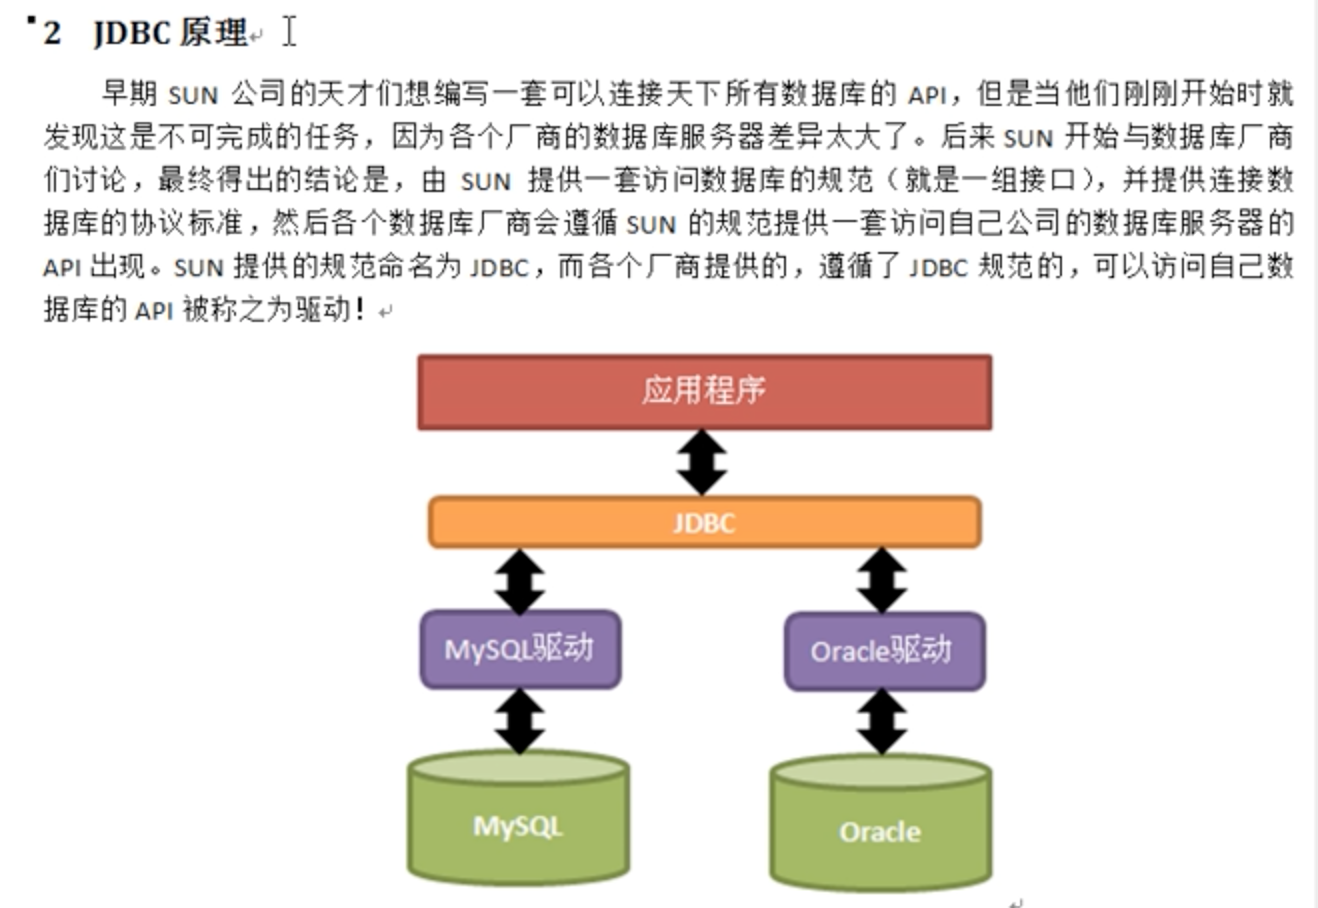 2 JDBC 原理
早期 SUN 公司的天才们想编写一套可以连接天下所有数据库的 API，但是当他们刚刚开始时就
发现这是不可完成的任务，因为各个厂商的数据库服务器差异太大了。后来 SUN 开始与数据库厂商
们讨论，最终得出的结论是，由 SUN 提供一套访问数据库的规范（就是一组接口），并提供连接数
据库的协议标准，然后各个数据库厂商会遵循 SUN 的规范提供一套访问自己公司的数据库服务器的
API 出现。SUN 提供的规范命名为 JDBC，而各个厂商提供的，遵循了 JDBC 规范的，可以访问自己数
据库的 API 被称之为驱动！
应用程序
JDBC
MySQL驱动
Oracle驱动
MySQL
Oracle